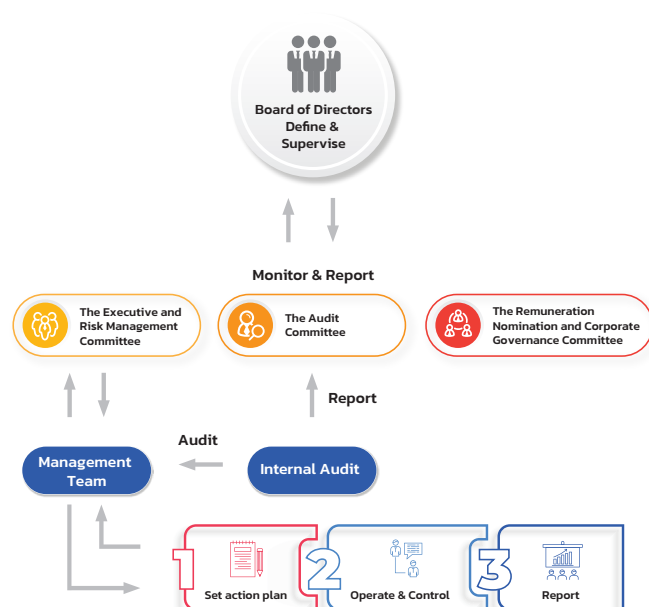 Board of Directors
Define &
Supervise
Monitor & Report
The Executive and
Risk Management
Committee
The Audit
Committee
The Remuneration
Nomination and Corporate
Governance Committee
Report
Audit
Management
Team
Internal Audit
1
Set action plan
2
Operate & Control
3
Report